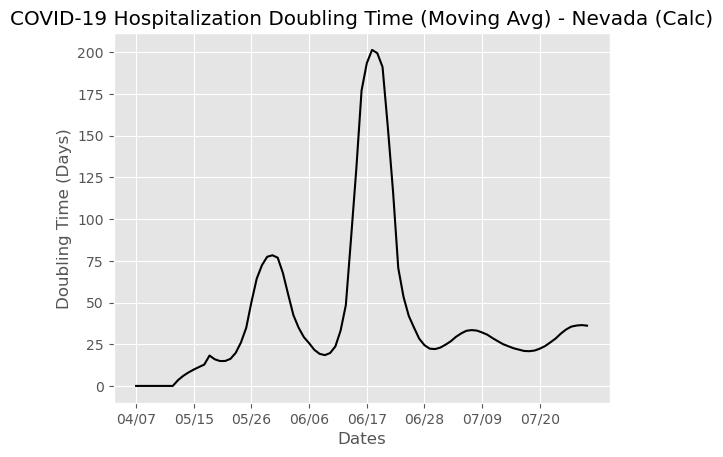 COVID-19 Hospitalization Doubling Time (Moving Avg) - Nevada (Calc)
200
175
150
125
100
75
50
25
0
Doubling Time (Days)
04/07 05/15 05/26 06/06 06/17 06/28 07/09 07/20
Dates